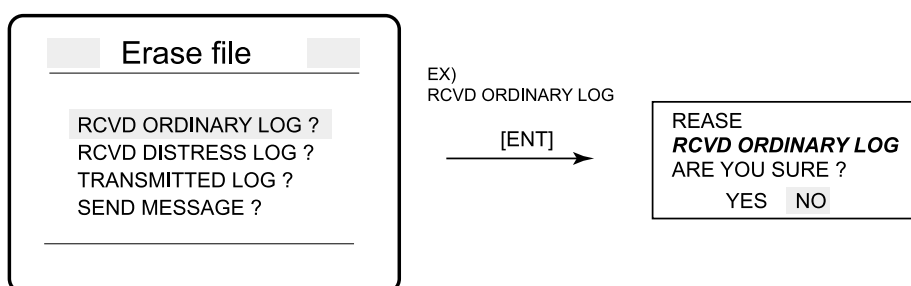 Erase file
RCVD ORDINARY LOG ?
RCVD DISTRESS LOG ?
TRANSMITTED LOG ?
SEND MESSAGE ?
EX)
RCVD ORDINARY LOG
[ENT]
REASE
RCVD ORDINARY LOG
ARE YOU SURE ?
YES NO